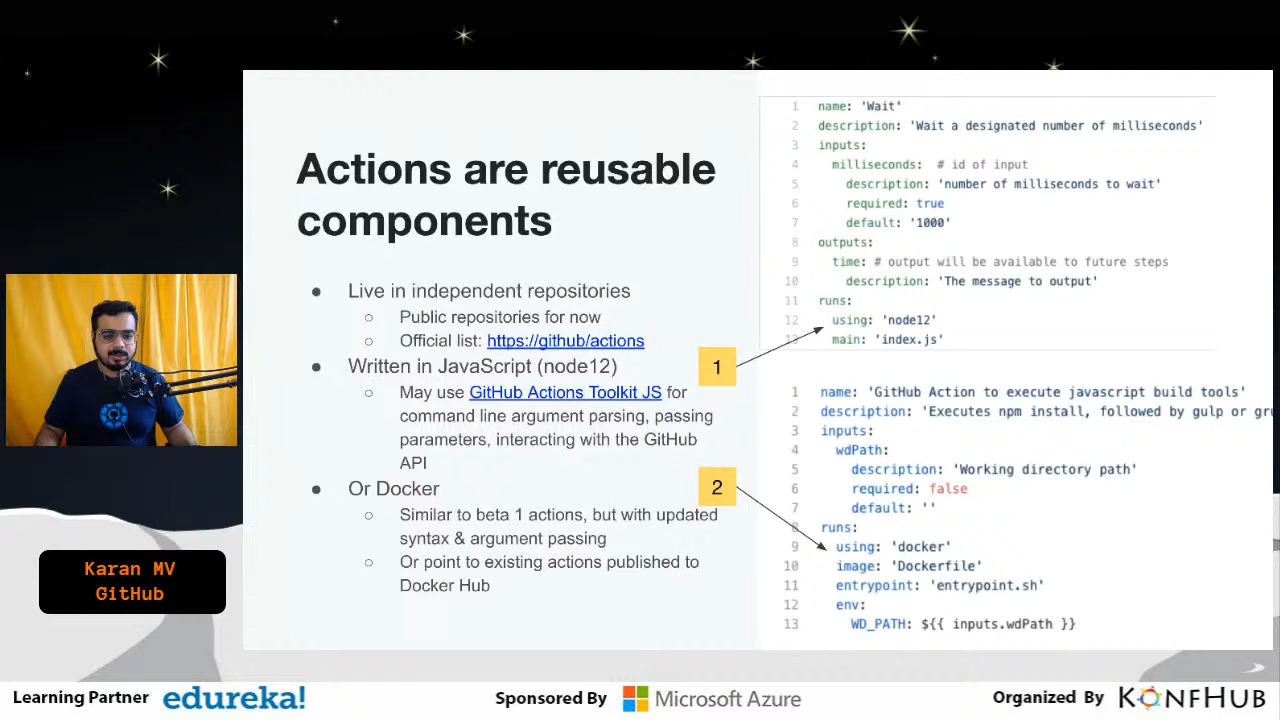 Actions are reusable
components
● Live in independent repositories
○ Public repositories for now
○ Official list: https://github/actions
● Written in JavaScript (node12)
○ May use GitHub Actions Toolkit JS for
command line argument parsing, passing
parameters, interacting with the GitHub
API
● Or Docker
○ Similar to beta 1 actions, but with updated
syntax & argument passing
○ Or point to existing actions published to
Docker Hub
1
2
1 name: 'Wait'
2 description: 'Wait a designated number of milliseconds'
3 inputs:
4 milliseconds: # id of input
5 description: 'number of milliseconds to wait'
6 required: true
7 default: '1000'
8 outputs:
9 time: # output will be available to future steps
10 description: 'The message to output'
11 runs:
12 using: 'node12'
13 main: 'index.js'
1 name: 'GitHub Action to execute javascript build tools'
2 description: 'Executes npm install, followed by gulp or gru
3 inputs:
4 wdPath:
5 description: 'Working directory path'
6 required: false
7 default: ''
8 runs:
9 using: 'docker'
10 image: 'Dockerfile'
11 entrypoint: 'entrypoint.sh'
12 env:
13 WD_PATH: ${{ inputs.wdPath }}
Karan MV
GitHub
Learning Partner edureka!
Sponsored By Microsoft Azure
Organized By KONFHUB